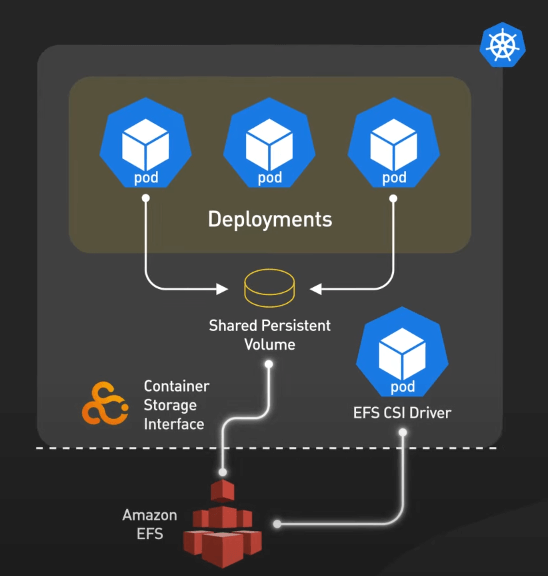 pod
pod
pod
Deployments
Shared Persistent
Volume
pod
EFS CSI Driver
Container
Storage
Interface
Amazon
EFS